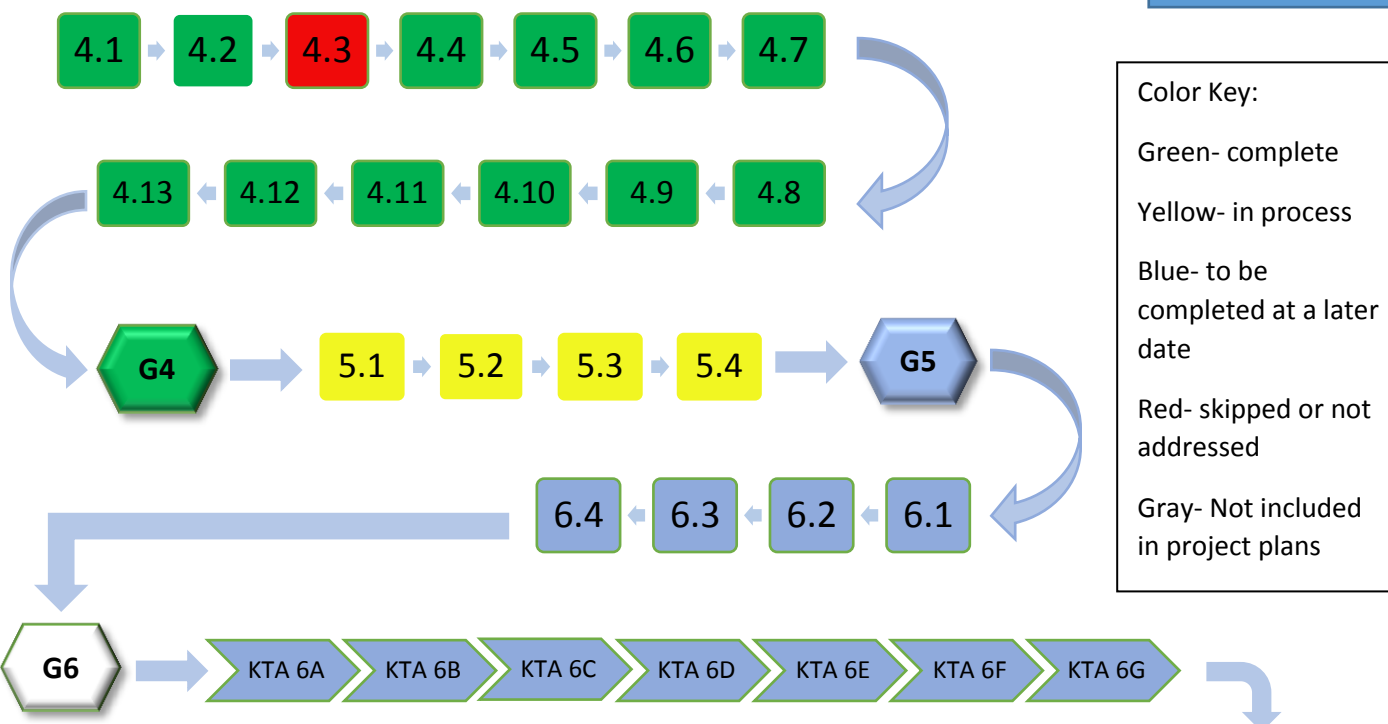 4.1 4.2 4.3 4.4 4.5 4.6 4.7
4.13 4.12 4.11 4.10 4.9 4.8
G4 5.1 5.2 5.3 5.4 G5
6.4 6.3 6.2 6.1
G6 KTA 6A KTA 6B KTA 6C KTA 6D KTA 6E KTA 6F KTA 6G
Color Key:
Green- complete
Yellow- in process
Blue- to be
completed at a later
date
Red- skipped or not
addressed
Gray- Not included
in project plans